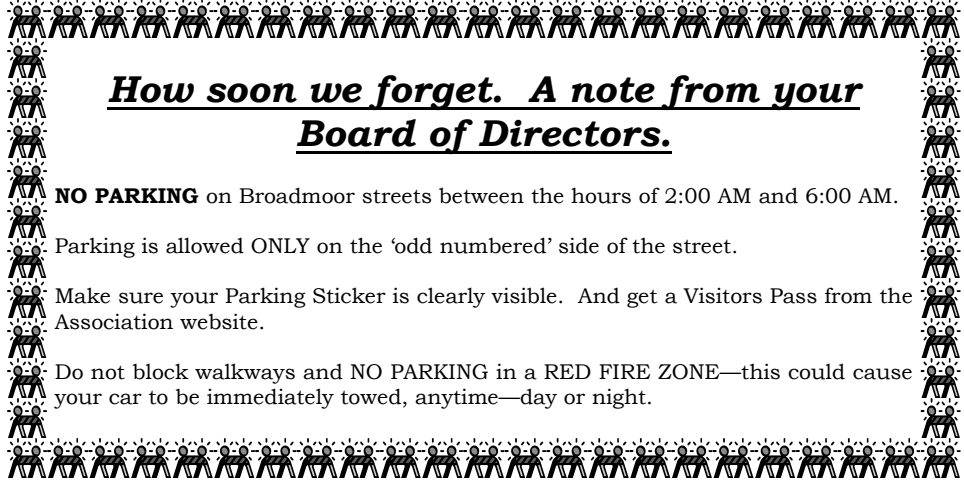 How soon we forget.  A note from your
Board of Directors.
NO PARKING on Broadmoor streets between the hours of 2:00 AM and 6:00 AM.
Parking is allowed ONLY on the ‘odd numbered’ side of the street.
Make sure your Parking Sticker is clearly visible.  And get a Visitors Pass from the
Association website.
Do not block walkways and NO PARKING in a RED FIRE ZONE—this could cause
your car to be immediately towed, anytime—day or night.